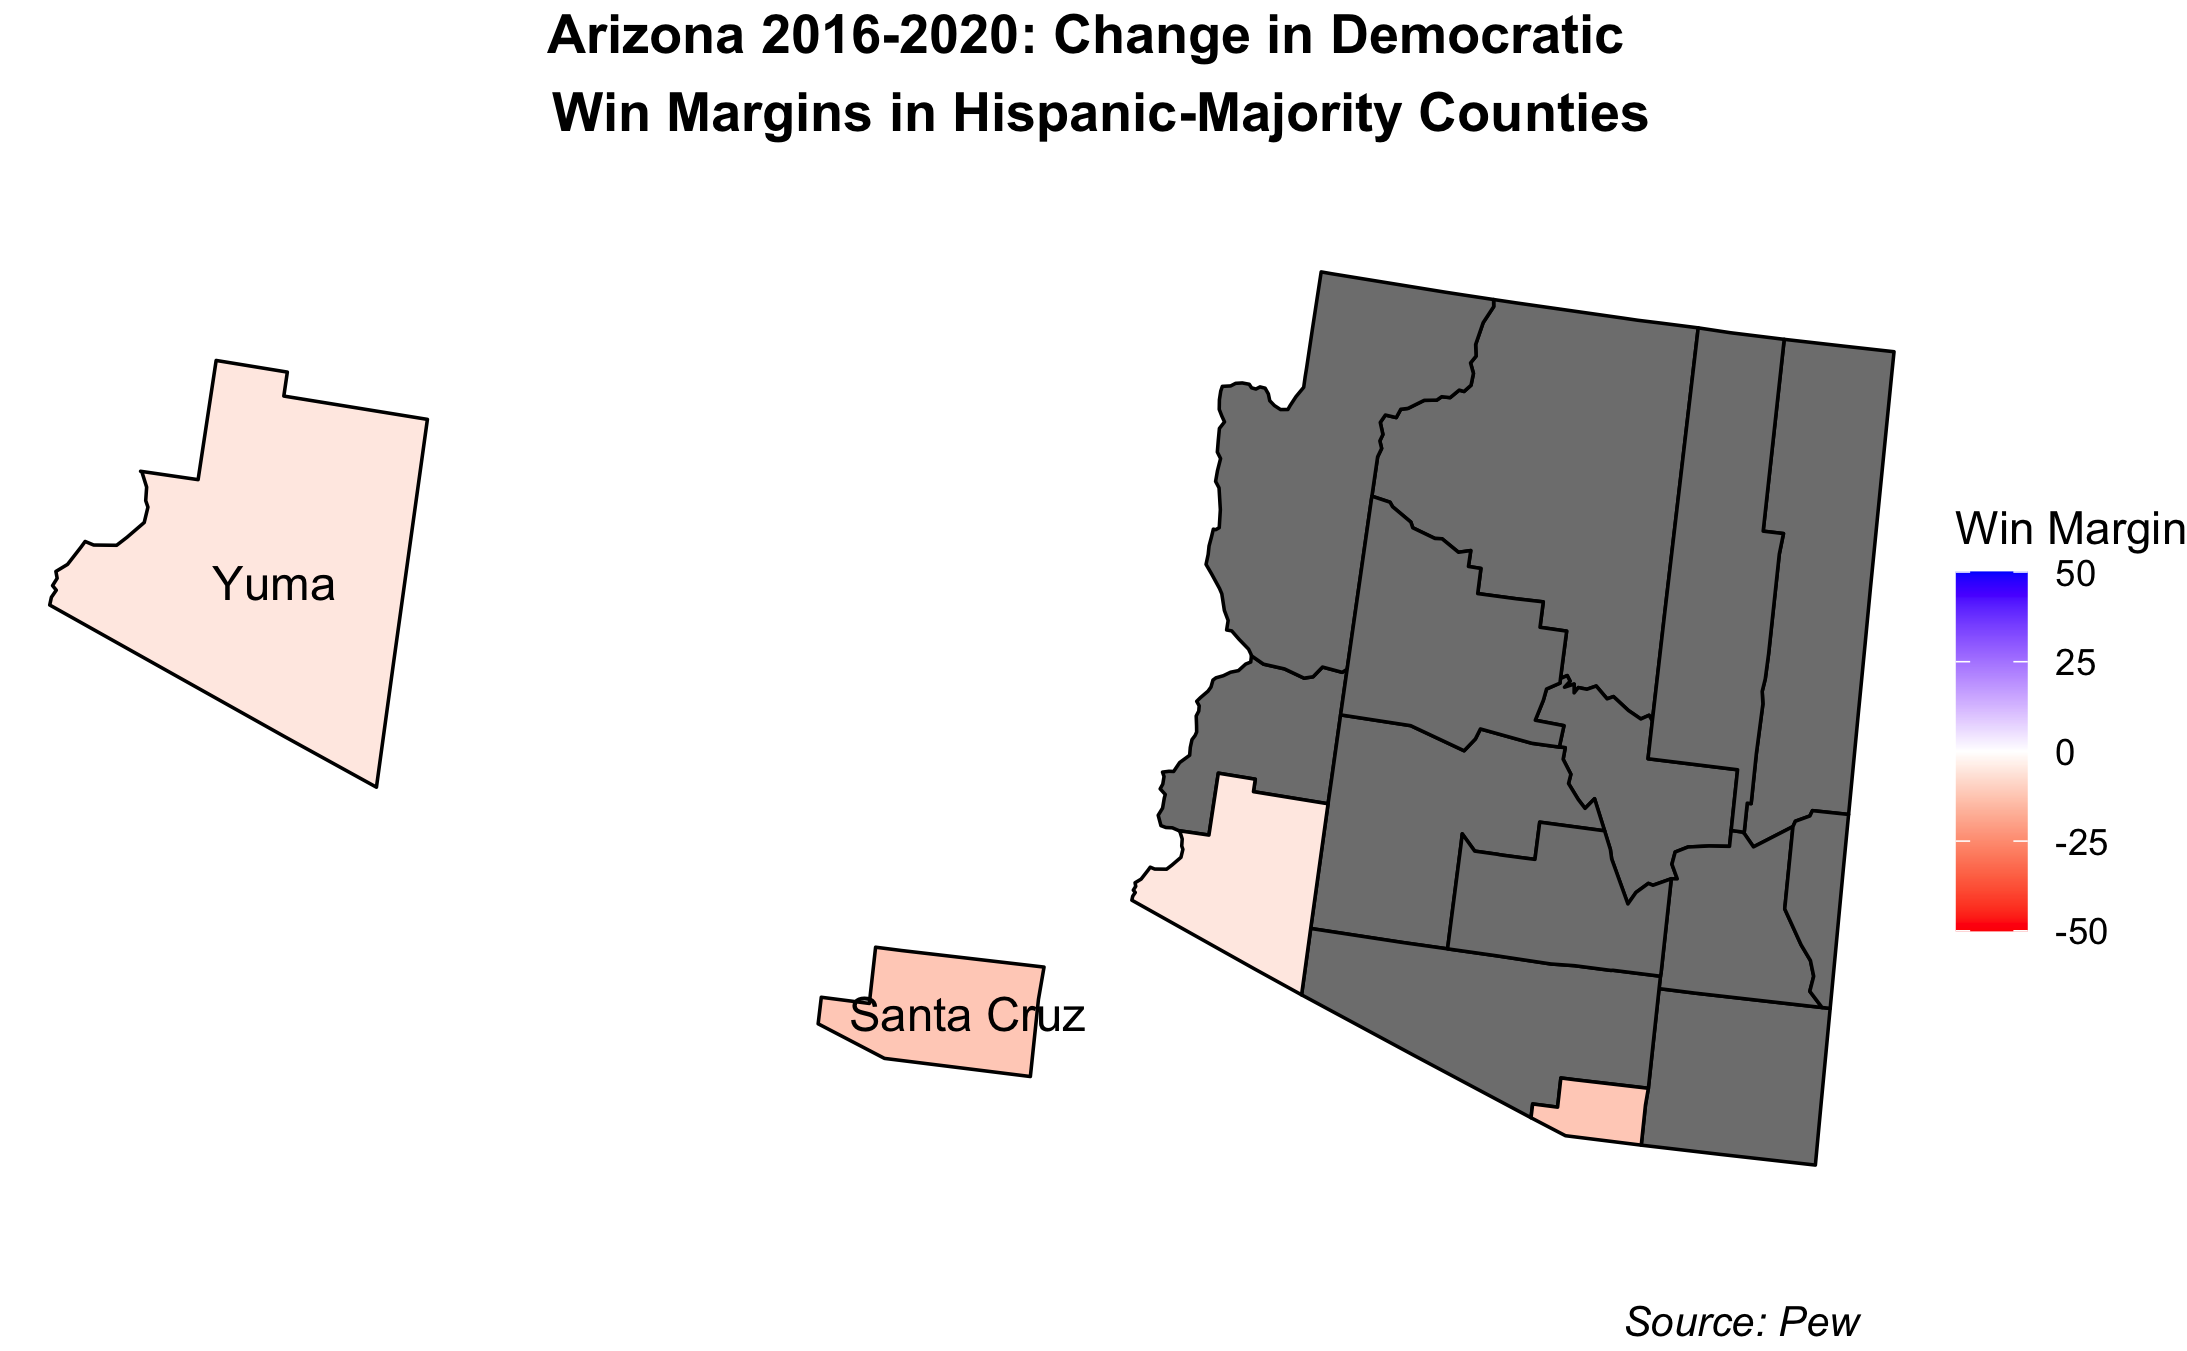 Arizona 2016-2020: Change in Democratic
Win Margins in Hispanic-Majority Counties
Yuma
Santa Cruz
Win Margin
50
25
0
-25
-50
Source: Pew